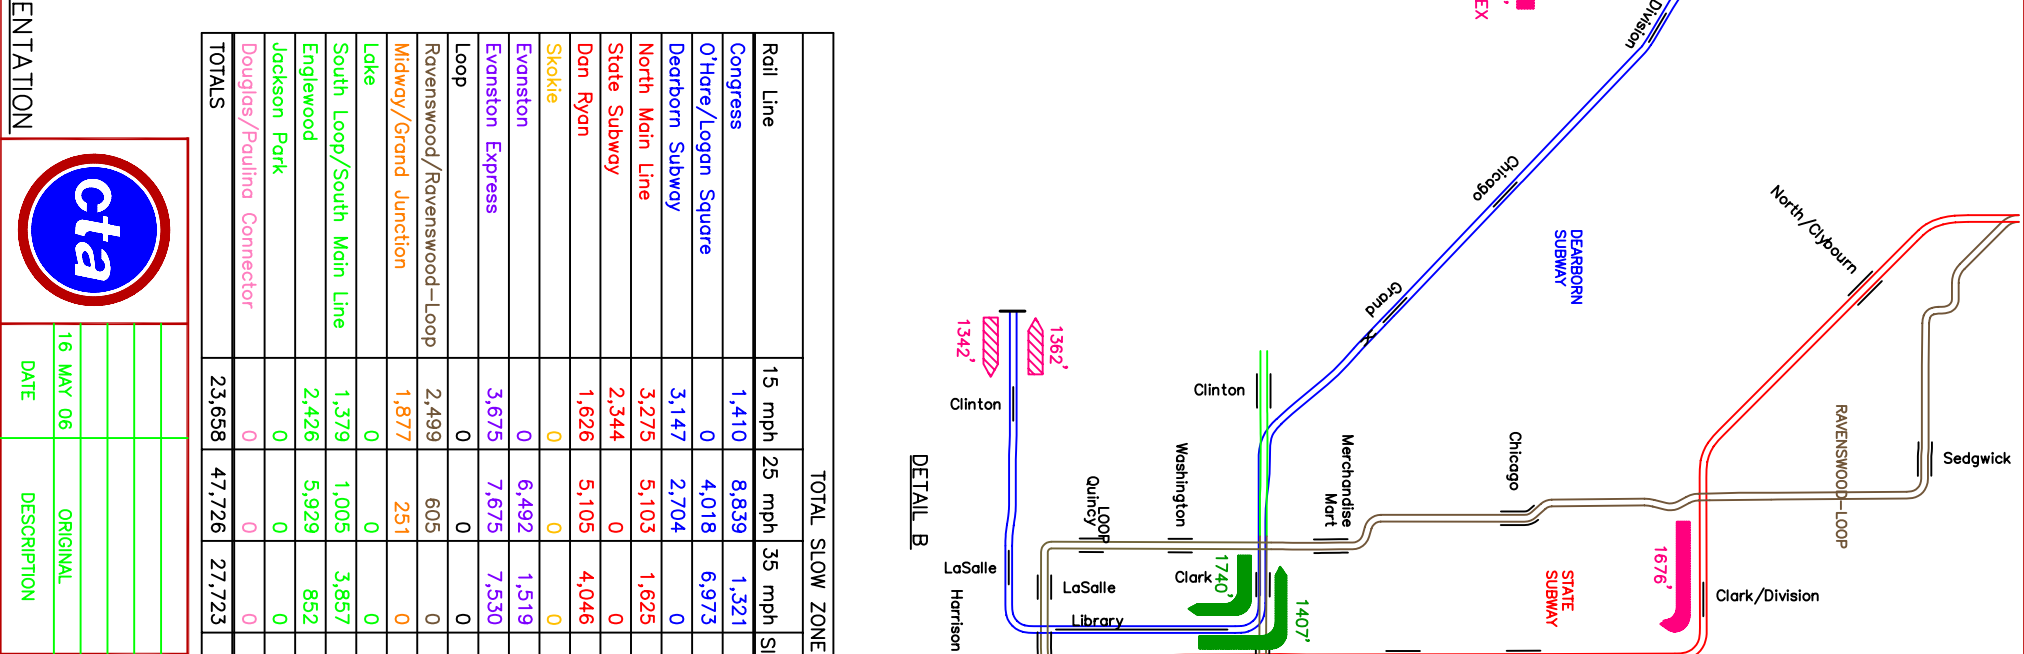 TOTAL SLOW ZONE
Rail Line 15 mph 25 mph 35 mph Sl
Congress 1,410 8,839 1,321
O'Hare/Logan Square 0 4,018 6,973
Dearborn Subway 3,147 2,704 0
North Main Line 3,275 5,103 1,625
State Subway 2,344 0 0
Dan Ryan 1,626 5,105 4,046
Skokie 0 0 0
Evanston 0 6,492 1,519
Evanston Express 3,675 7,675 7,530
Loop 0 0 0
Ravenswood/Ravenswood-Loop 2,499 605 0
Midway/Grand Junction 1,877 251 0
Lake 0 0 0
South Loop/South Main Line 1,379 1,005 3,857
Englewood 2,426 5,929 852
Jackson Park 0 0 0
Douglas/Paulina Connector 0 0 0
TOTALS 23,658 47,726 27,723
ENTATION
cta
16 MAY 06 ORIGINAL
DATE DESCRIPTION
EX
Division
Chicago
Grand
DEARBORN
SUBWAY
North/Clybourn
RAVENSWOOD-LOOP
Sedgwick
1342'
1362'
Clinton
Clinton
DETAIL B
Quincy
LOOP
Washington
Merchandise
Mart
Chicago
1676'
STATE
SUBWAY
Clark/Division
LaSalle
LaSalle
Harrison
Library
Clark
1740'
1407'